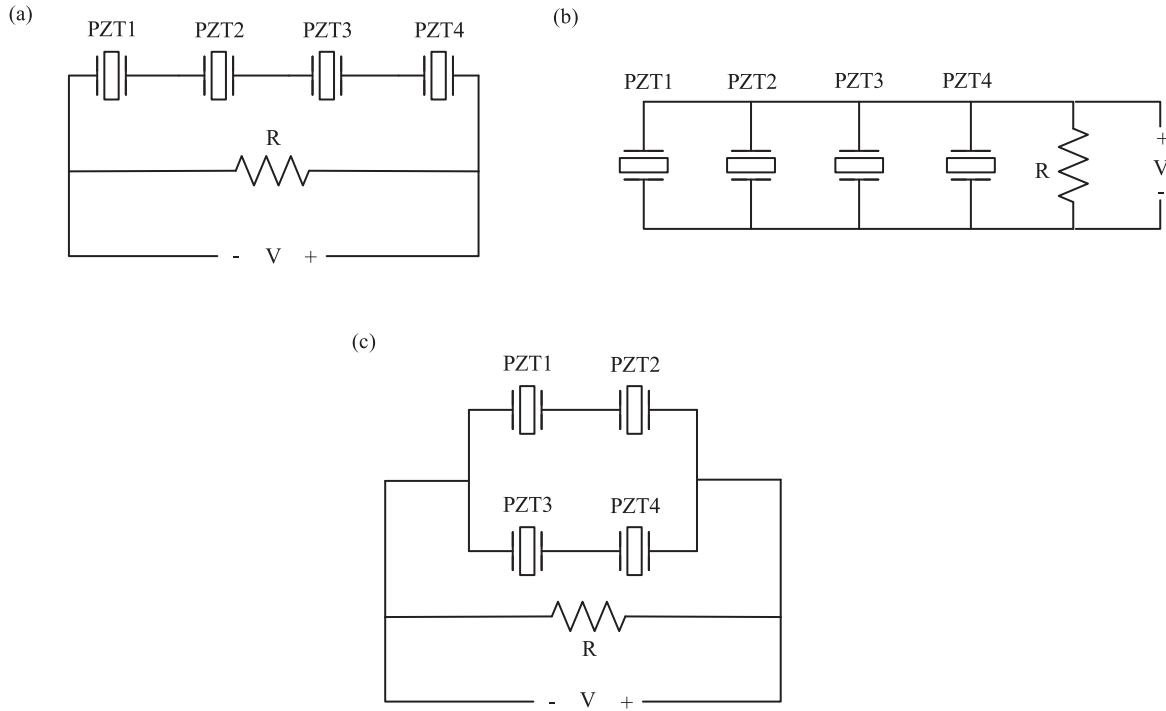 (a)
PZT1 PZT2 PZT3 PZT4
R
- V +
(b)
PZT1 PZT2 PZT3 PZT4
+
R V
-
(c)
PZT1 PZT2
PZT3 PZT4
R
- V +